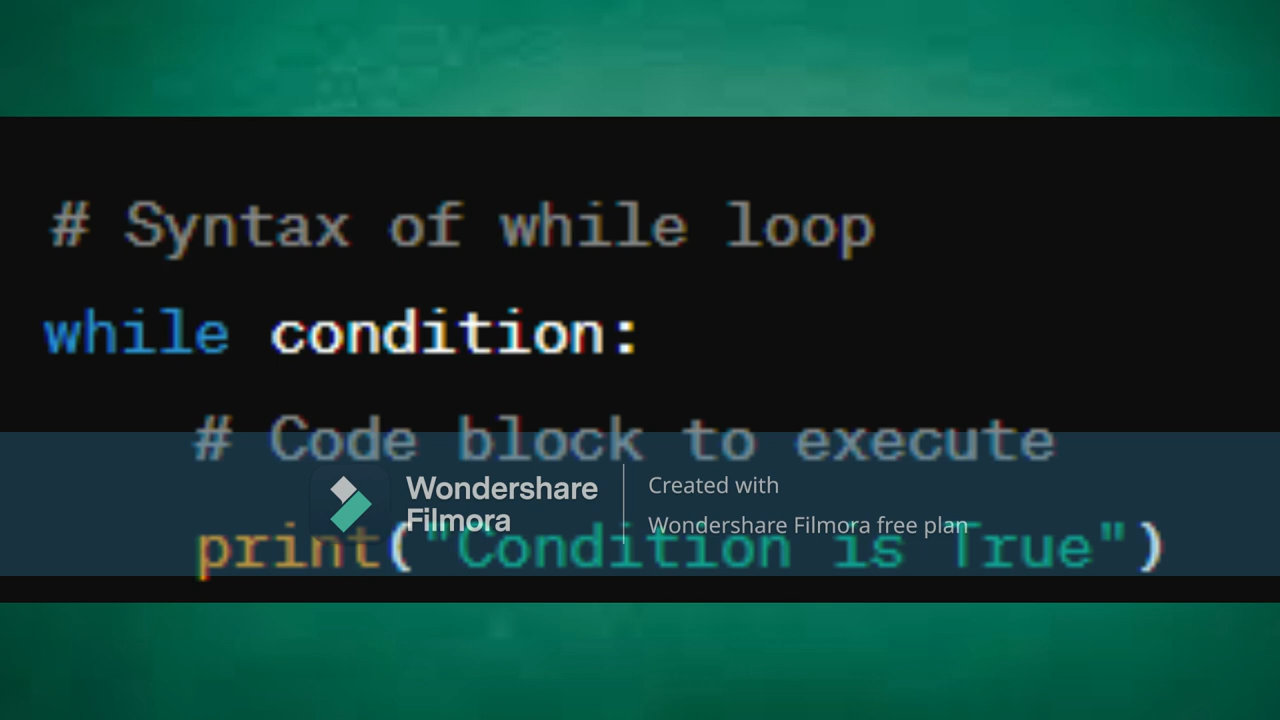 # Syntax of while loop
while condition:
# Code block to execute
Wondershare
Filmora
Created with
Wondershare Filmora free plan
print("Condition is True")